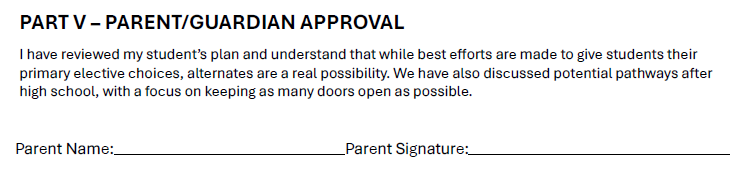 PART V – PARENT/GUARDIAN APPROVAL
I have reviewed my student’s plan and understand that while best efforts are made to give students their
primary elective choices, alternates are a real possibility. We have also discussed potential pathways after
high school, with a focus on keeping as many doors open as possible.
Parent Name:____________________Parent Signature:____________________